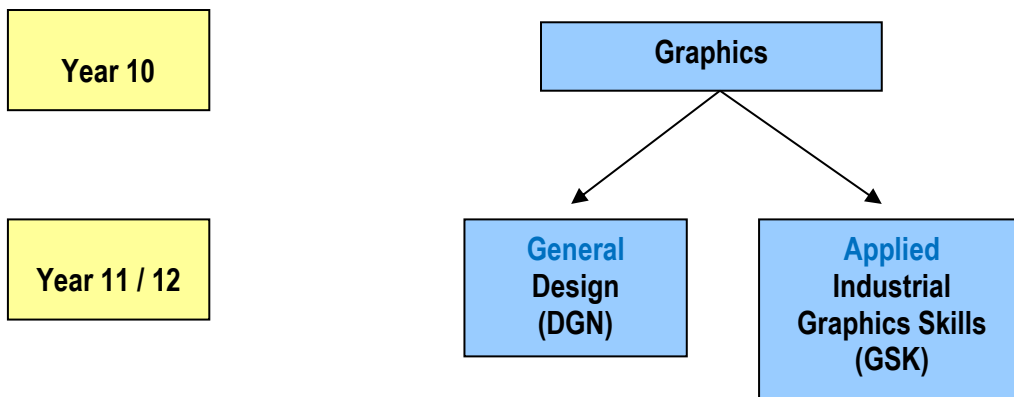 Year 10
Graphics
Year 11 / 12
General
Design
(DGN)
Applied
Industrial
Graphics Skills
(GSK)